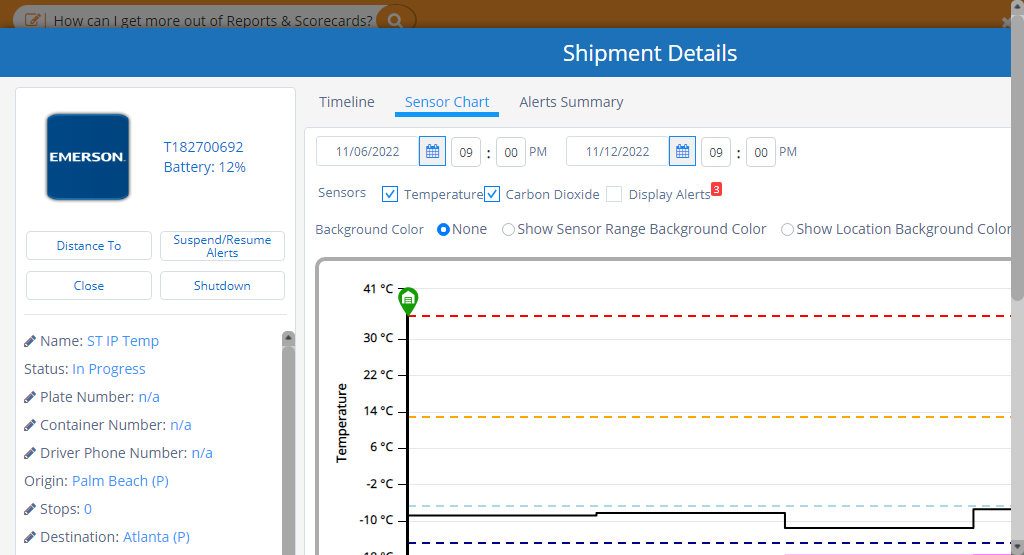 How can I get more out of Reports & Scorecards?
Shipment Details
EMERSON.
T182700692
Battery: 12%
Distance To
Suspend/Resume
Alerts
Close
Shutdown
Name: ST IP Temp
Status: In Progress
Plate Number: n/a
Container Number: n/a
Driver Phone Number: n/a
Origin: Palm Beach (P)
Stops: 0
Destination: Atlanta (P)
Timeline
Sensor Chart
Alerts Summary
11/06/2022 09 : 00 PM 11/12/2022 09 : 00 PM
Sensors Temperature Carbon Dioxide Display Alerts 3
Background Color None Show Sensor Range Background Color Show Location Background Color
Temperature
41 °C
30 °C
22 °C
14 °C
6 °C
-2 °C
-10 °C